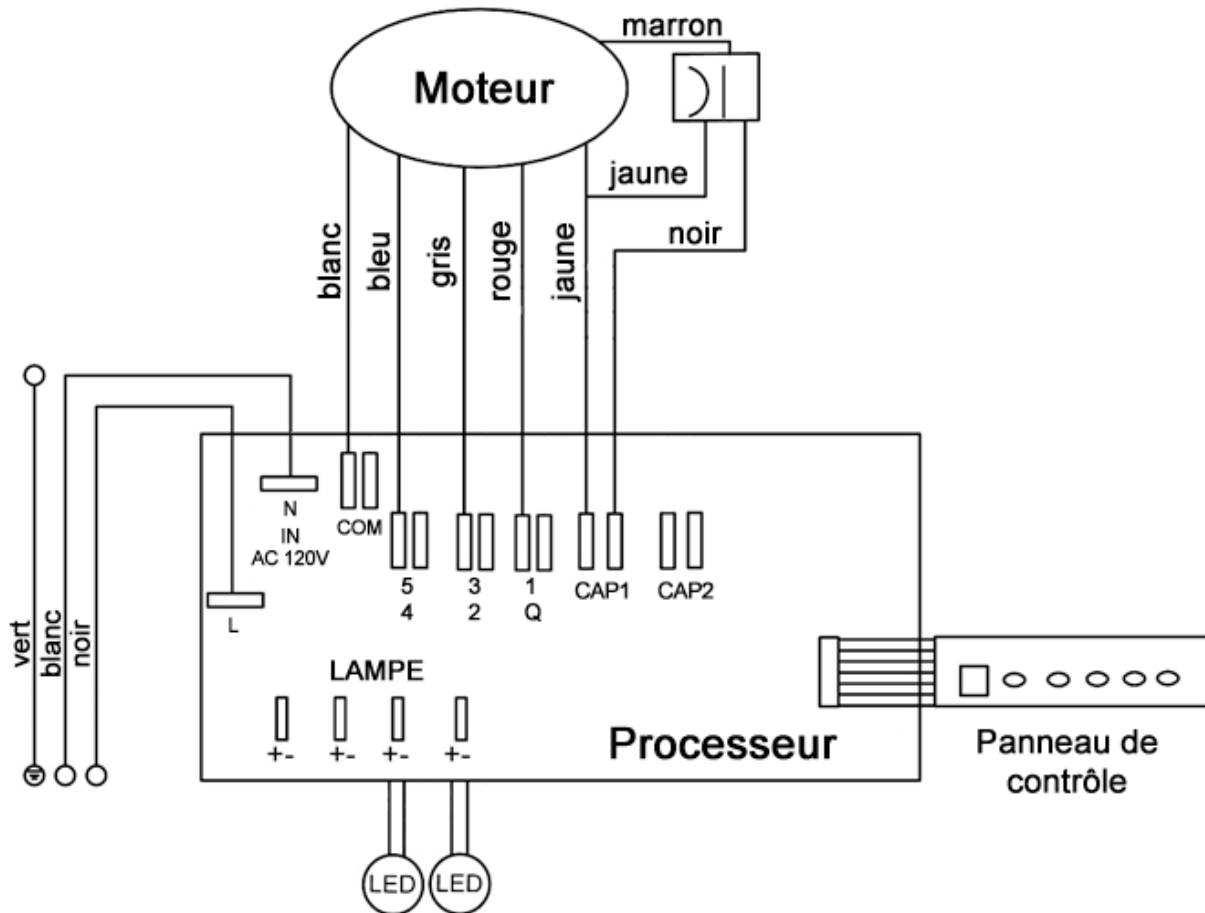 marron
Moteur
jaune
noir
blanc
bleu
gris
rouge
jaune
N
IN
AC 120V
COM
5
4
3
2
1
Q
CAP1
CAP2
L
vert
blanc
noir
LAMPE
+-
+-
+-
+-
Processeur
Panneau de
contrôle
LED
LED